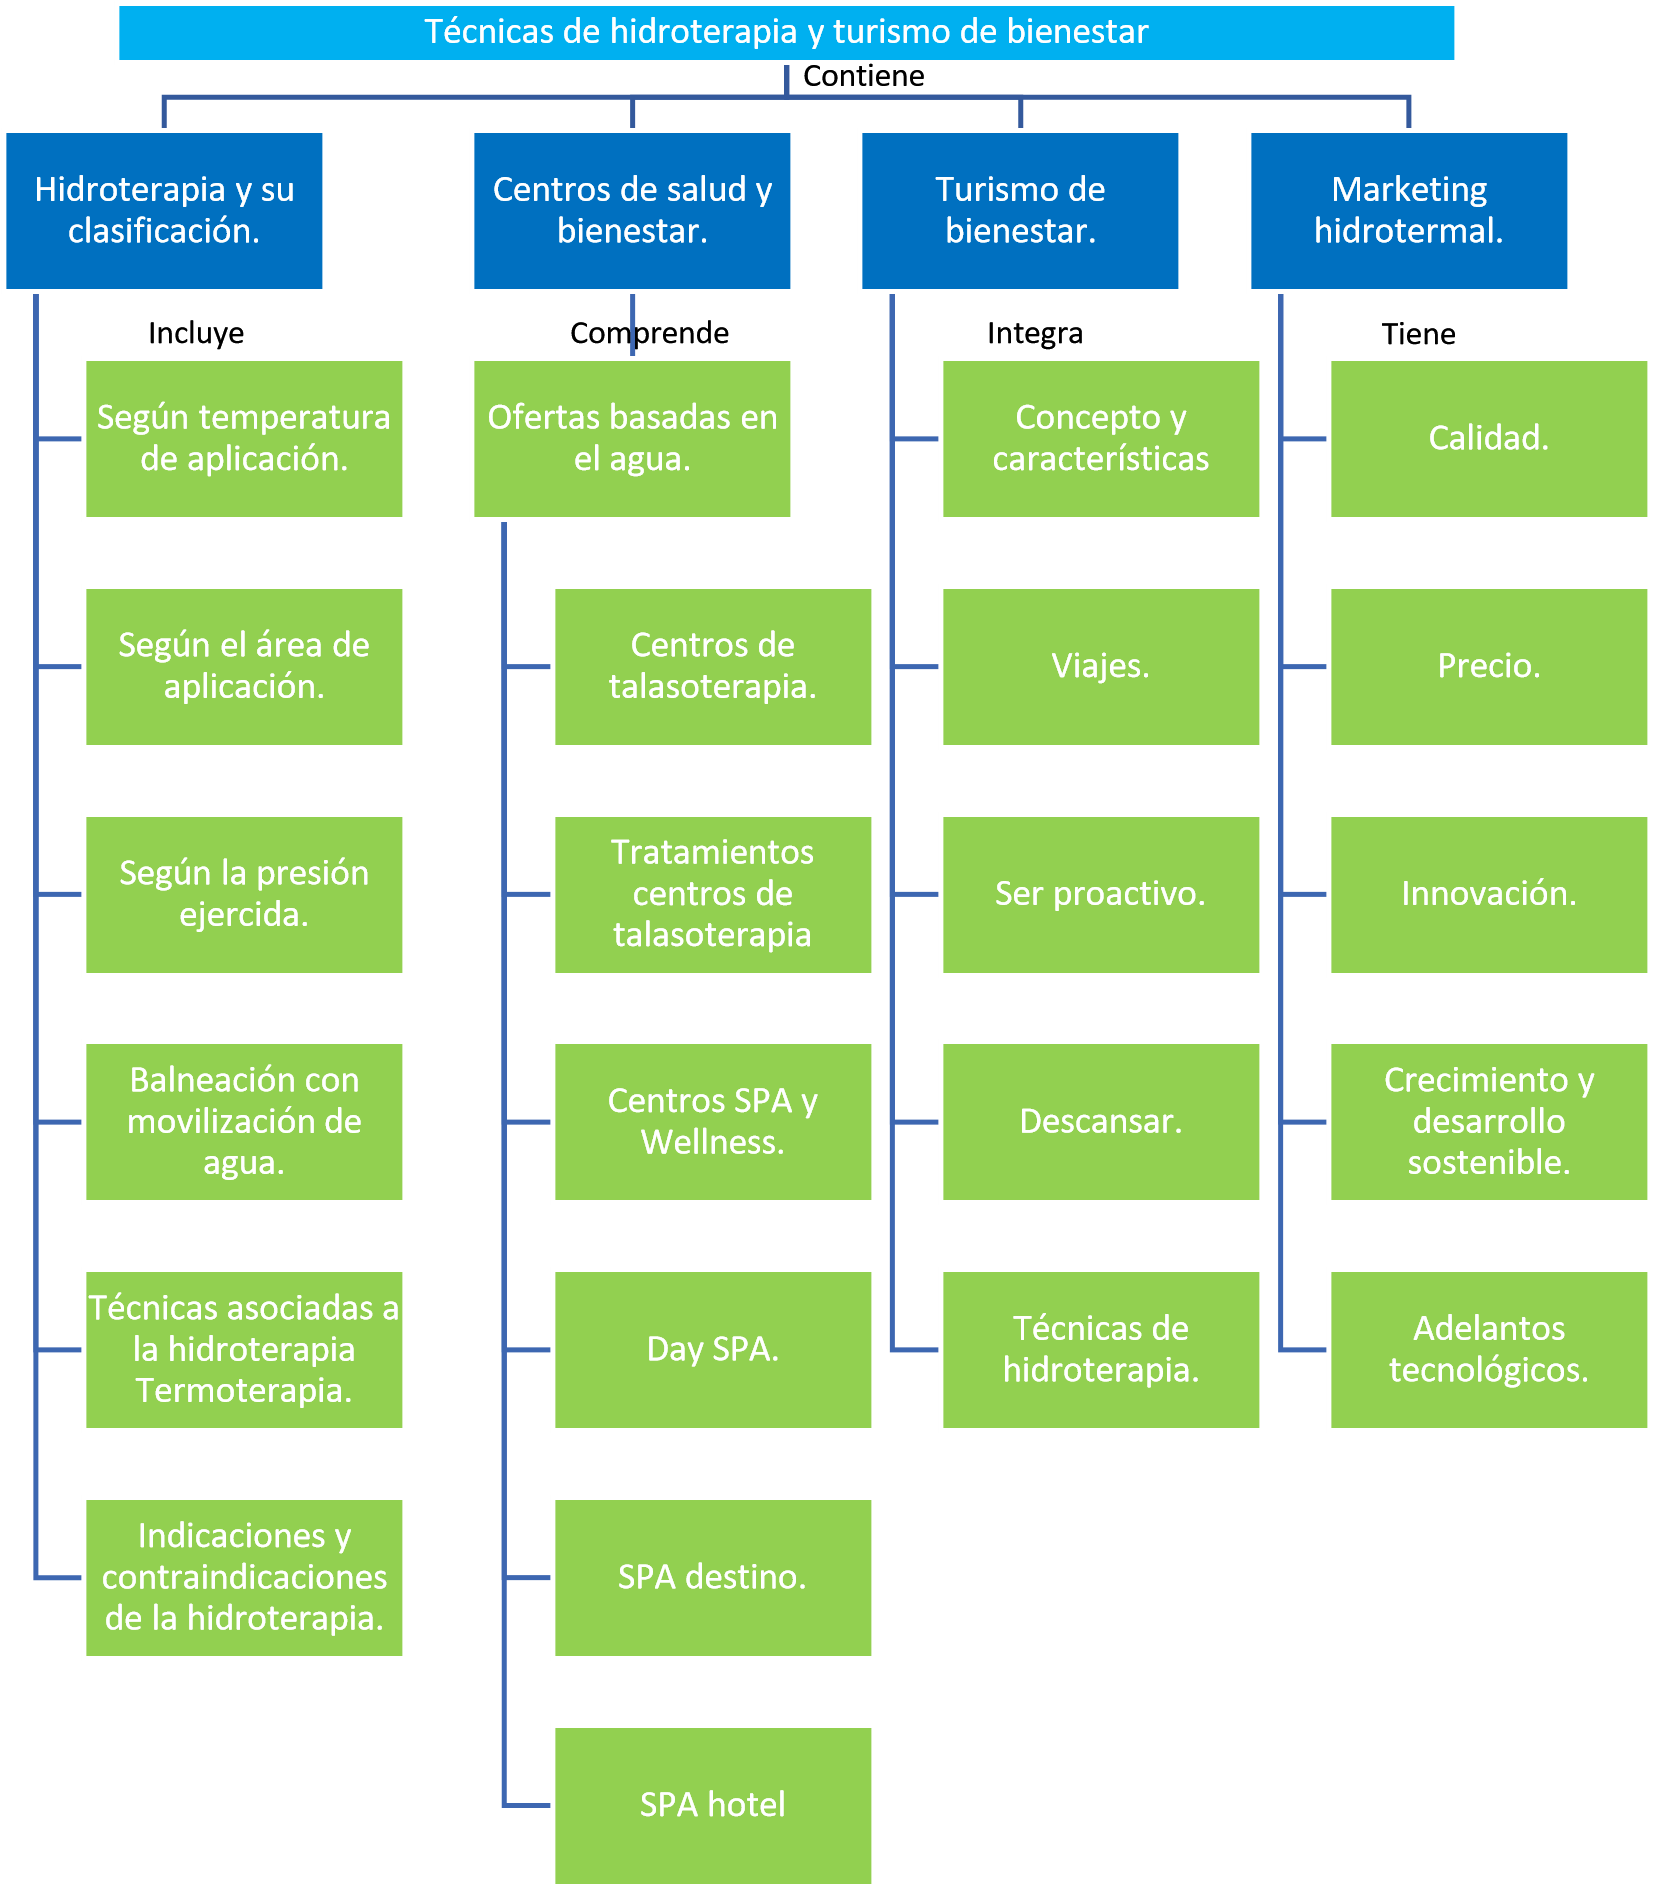 Técnicas de hidroterapia y turismo de bienestar
Contiene
Hidroterapia y su
clasificación.
Incluye
Según temperatura
de aplicación.
Según el área de
aplicación.
Según la presión
ejercida.
Balneación con
movilización de
agua.
Técnicas asociadas a
la hidroterapia
Termoterapia.
Indicaciones y
contraindicaciones
de la hidroterapia.
Centros de salud y
bienestar.
Comprende
Ofertas basadas en
el agua.
Centros de
talasoterapia.
Tratamientos
centros de
talasoterapia
Centros SPA y
Wellness.
Day SPA.
SPA destino.
SPA hotel
Turismo de
bienestar.
Integra
Concepto y
características
Viajes.
Ser proactivo.
Descansar.
Técnicas de
hidroterapia.
Marketing
hidrotermal.
Tiene
Calidad.
Precio.
Innovación.
Crecimiento y
desarrollo
sostenible.
Adelantos
tecnológicos.